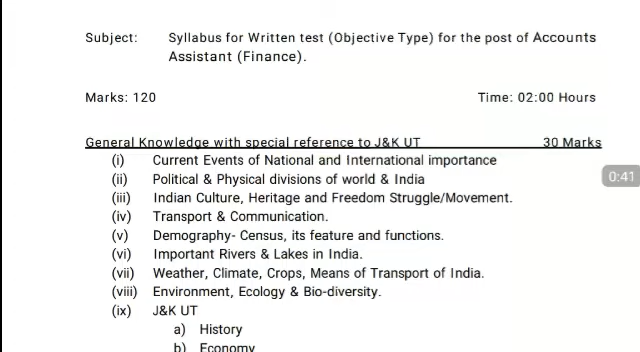 Subject: Syllabus for Written test (Objective Type) for the post of Accounts
Assistant (Finance).
Marks: 120 Time: 02:00 Hours
General Knowledge with special reference to J&K UT 30 Marks
(i) Current Events of National and International importance
(ii) Political & Physical divisions of world & India
0:41
(iii) Indian Culture, Heritage and Freedom Struggle/Movement.
(iv) Transport & Communication.
(v) Demography- Census, its feature and functions.
(vi) Important Rivers & Lakes in India.
(vii) Weather, Climate, Crops, Means of Transport of India.
(viii) Environment, Ecology & Bio-diversity.
(ix) J&K UT
a) History
b) Economy